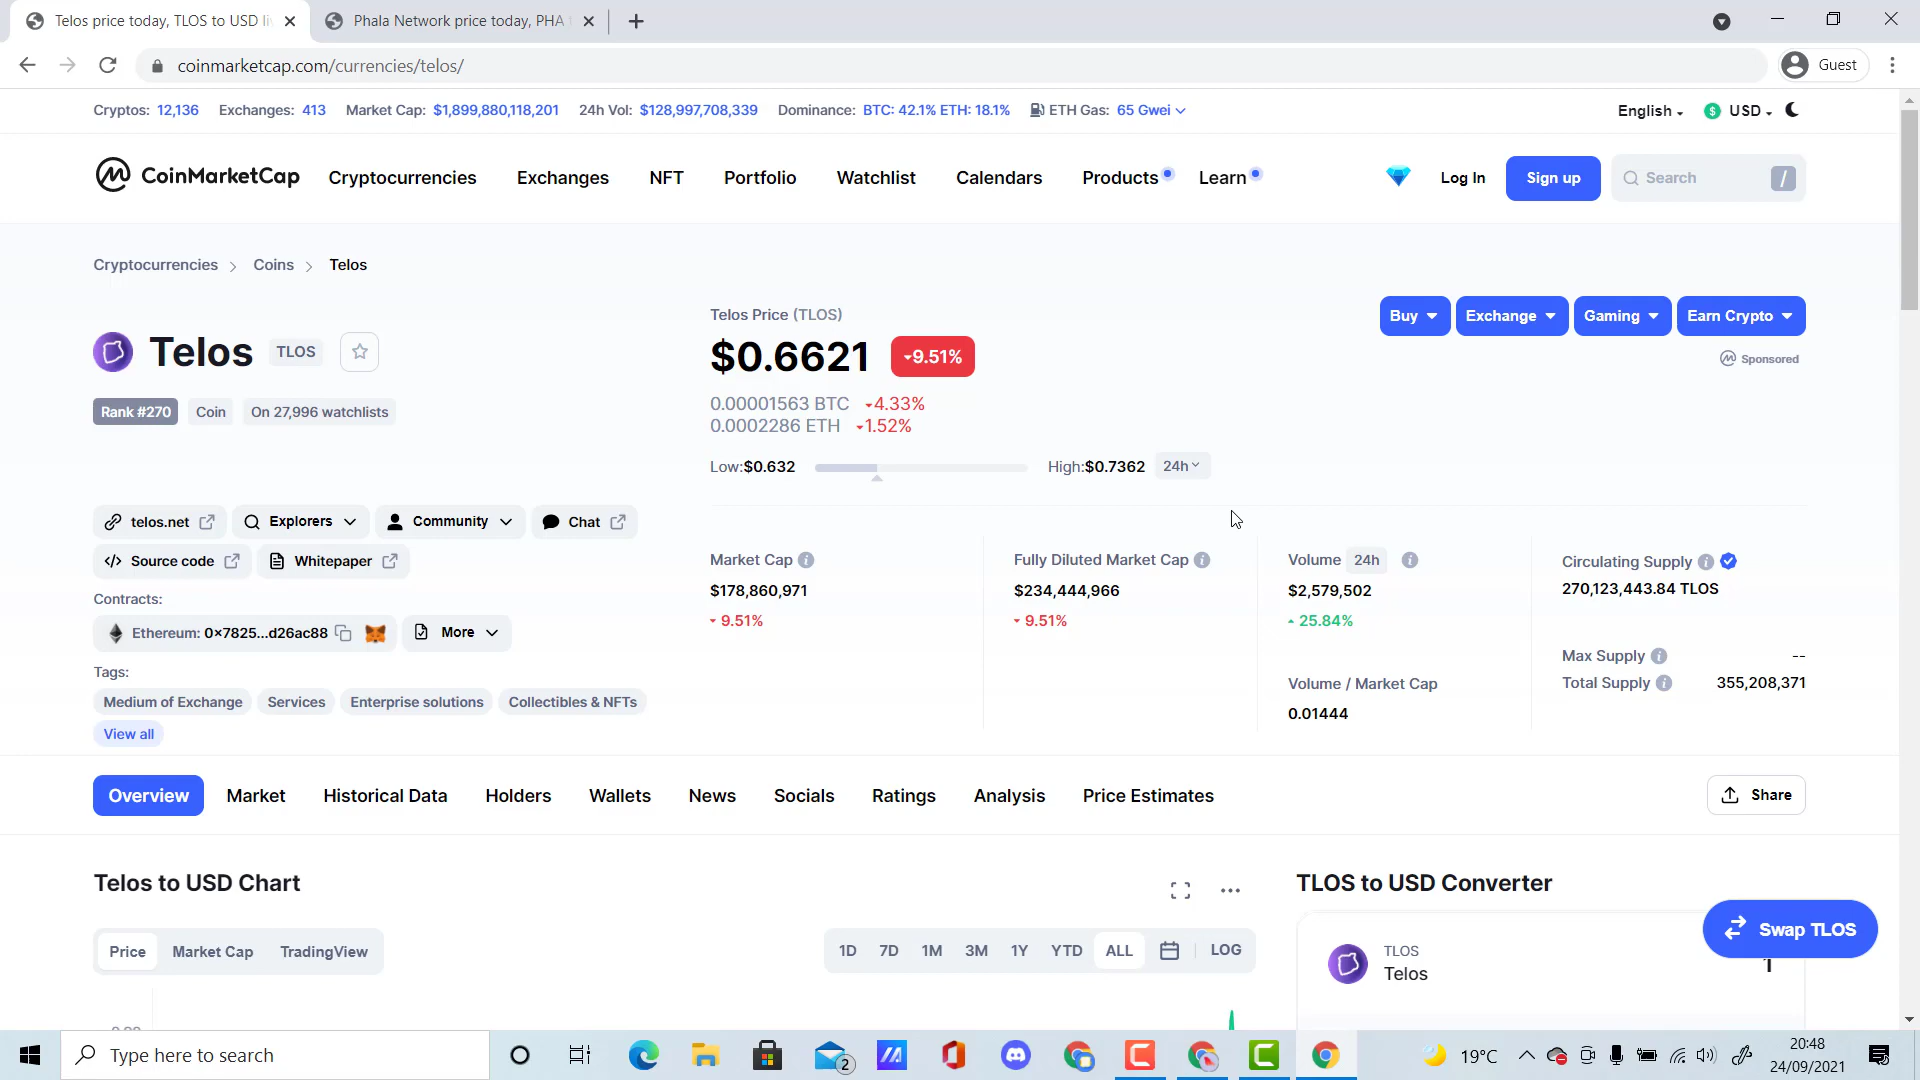 Telos price today, TLOS to USD li
Phala Network price today, PHA
coinmarketcap.com/currencies/telos/
Guest
Cryptos: 12,136 Exchanges: 413 Market Cap: $1,899,880,118,201 24h Vol: $128,997,708,339 Dominance: BTC: 42.1% ETH: 18.1% ETH Gas: 65 Gwei
English USD
CoinMarketCap Cryptocurrencies Exchanges NFT Portfolio Watchlist Calendars Products Learn Log In Sign up Search /
Cryptocurrencies > Coins > Telos
Telos TLOS
Rank #270 Coin On 27,996 watchlists
Telos Price (TLOS)
$0.6621 9.51%
0.00001563 BTC 4.33%
0.0002286 ETH 1.52%
Low:$0.632 High:$0.7362 24h
Buy Exchange Gaming Earn Crypto
Sponsored
telos.net Explorers Community Chat
Source code Whitepaper
Contracts:
Ethereum: 0x7825...d26ac88 More
Tags:
Medium of Exchange Services Enterprise solutions Collectibles & NFTs
View all
Market Cap
$178,860,971
9.51%
Fully Diluted Market Cap
$234,444,966
9.51%
Volume 24h
$2,579,502
25.84%
Volume / Market Cap
0.01444
Circulating Supply
270,123,443.84 TLOS
Max Supply --
Total Supply 355,208,371
Overview Market Historical Data Holders Wallets News Socials Ratings Analysis Price Estimates Share
Telos to USD Chart
Price Market Cap TradingView
1D 7D 1M 3M 1Y YTD ALL LOG
TLOS to USD Converter
TLOS
Telos
1
Swap TLOS
Type here to search
2
19°C
20:48
24/09/2021